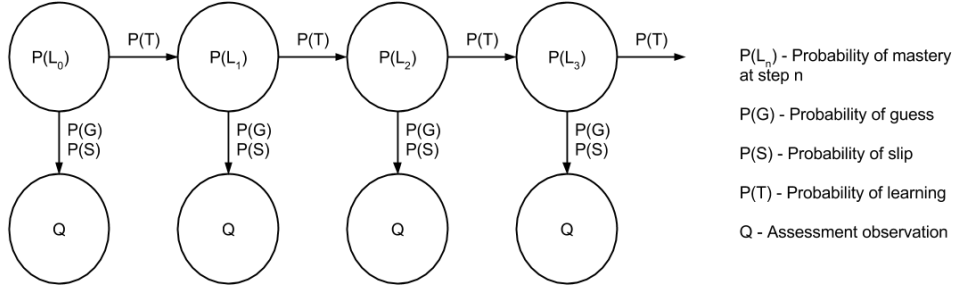 P(T) P(T) P(T) P(T)
P(L0) P(L1) P(L2) P(L3)
P(G) P(G) P(G) P(G)
P(S) P(S) P(S) P(S)
Q Q Q Q
P(Ln) - Probability of mastery
at step n
P(G) - Probability of guess
P(S) - Probability of slip
P(T) - Probability of learning
Q - Assessment observation